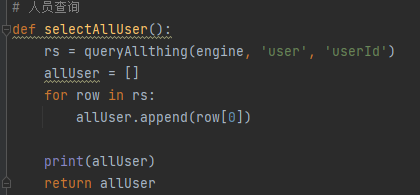 # 人员查询
def selectAllUser():
    rs = queryAllthing(engine, 'user', 'userId')
    allUser = []
    for row in rs:
        allUser.append(row[0])

    print(allUser)
    return allUser